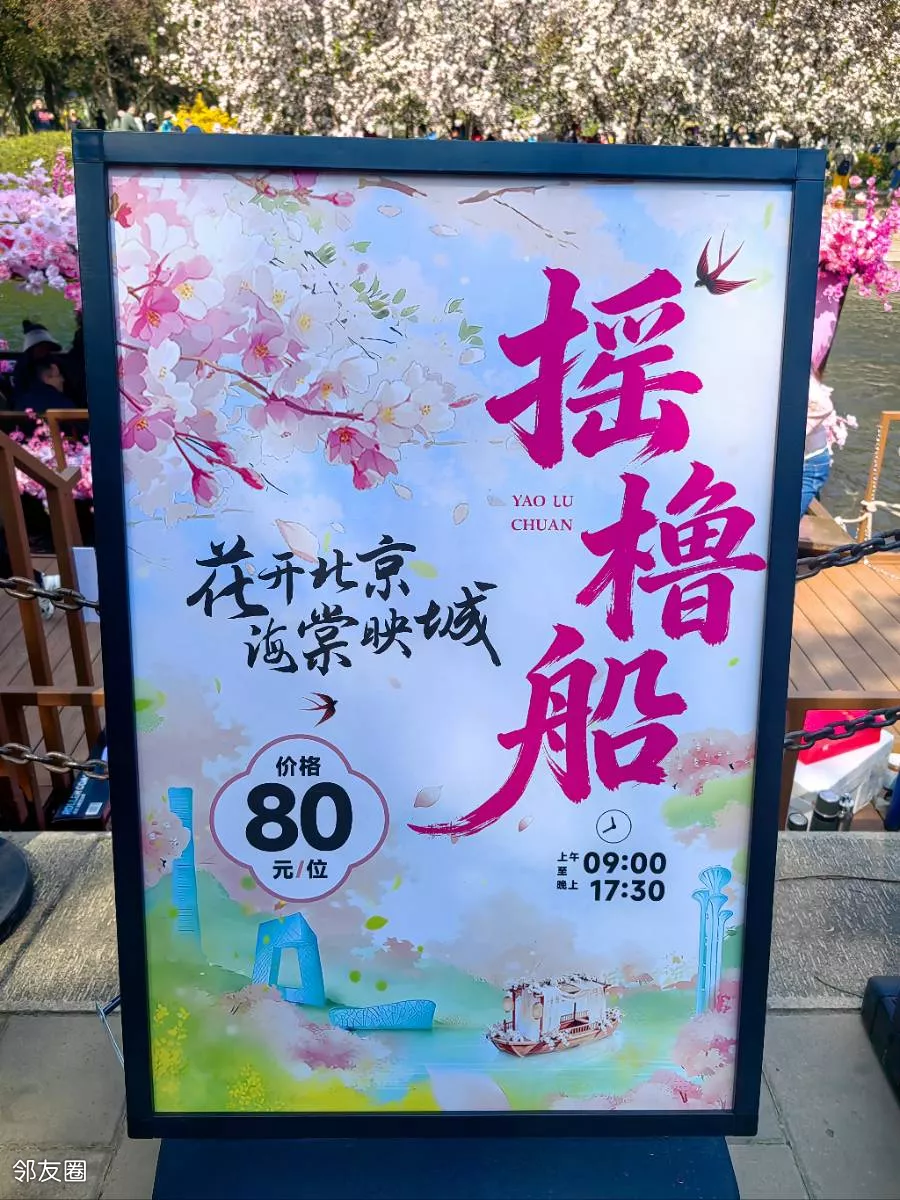 摇橹船
YAO LU
CHUAN
花开北京
海棠映城
价格
80
元/位
上午 09:00
至
晚上 17:30
邻友圈